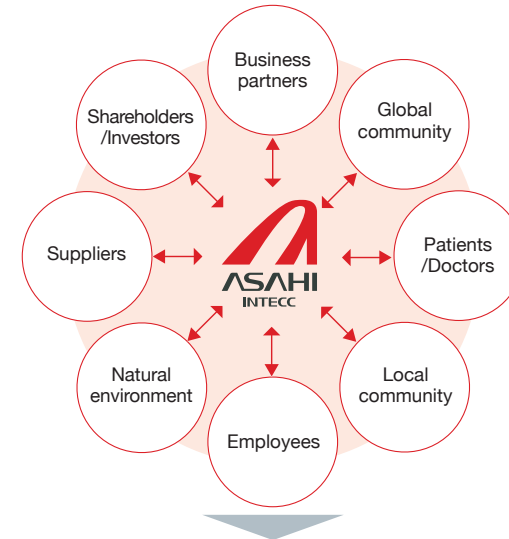 Business
partners
Shareholders
/Investors
Global
community
Suppliers
ASAHI
INTECC
Patients
/Doctors
Natural
environment
Local
community
Employees